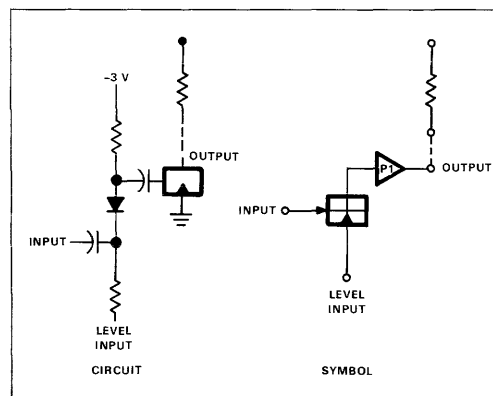 –3 V
OUTPUT
INPUT
LEVEL
INPUT
CIRCUIT
P1
OUTPUT
INPUT
LEVEL
INPUT
SYMBOL